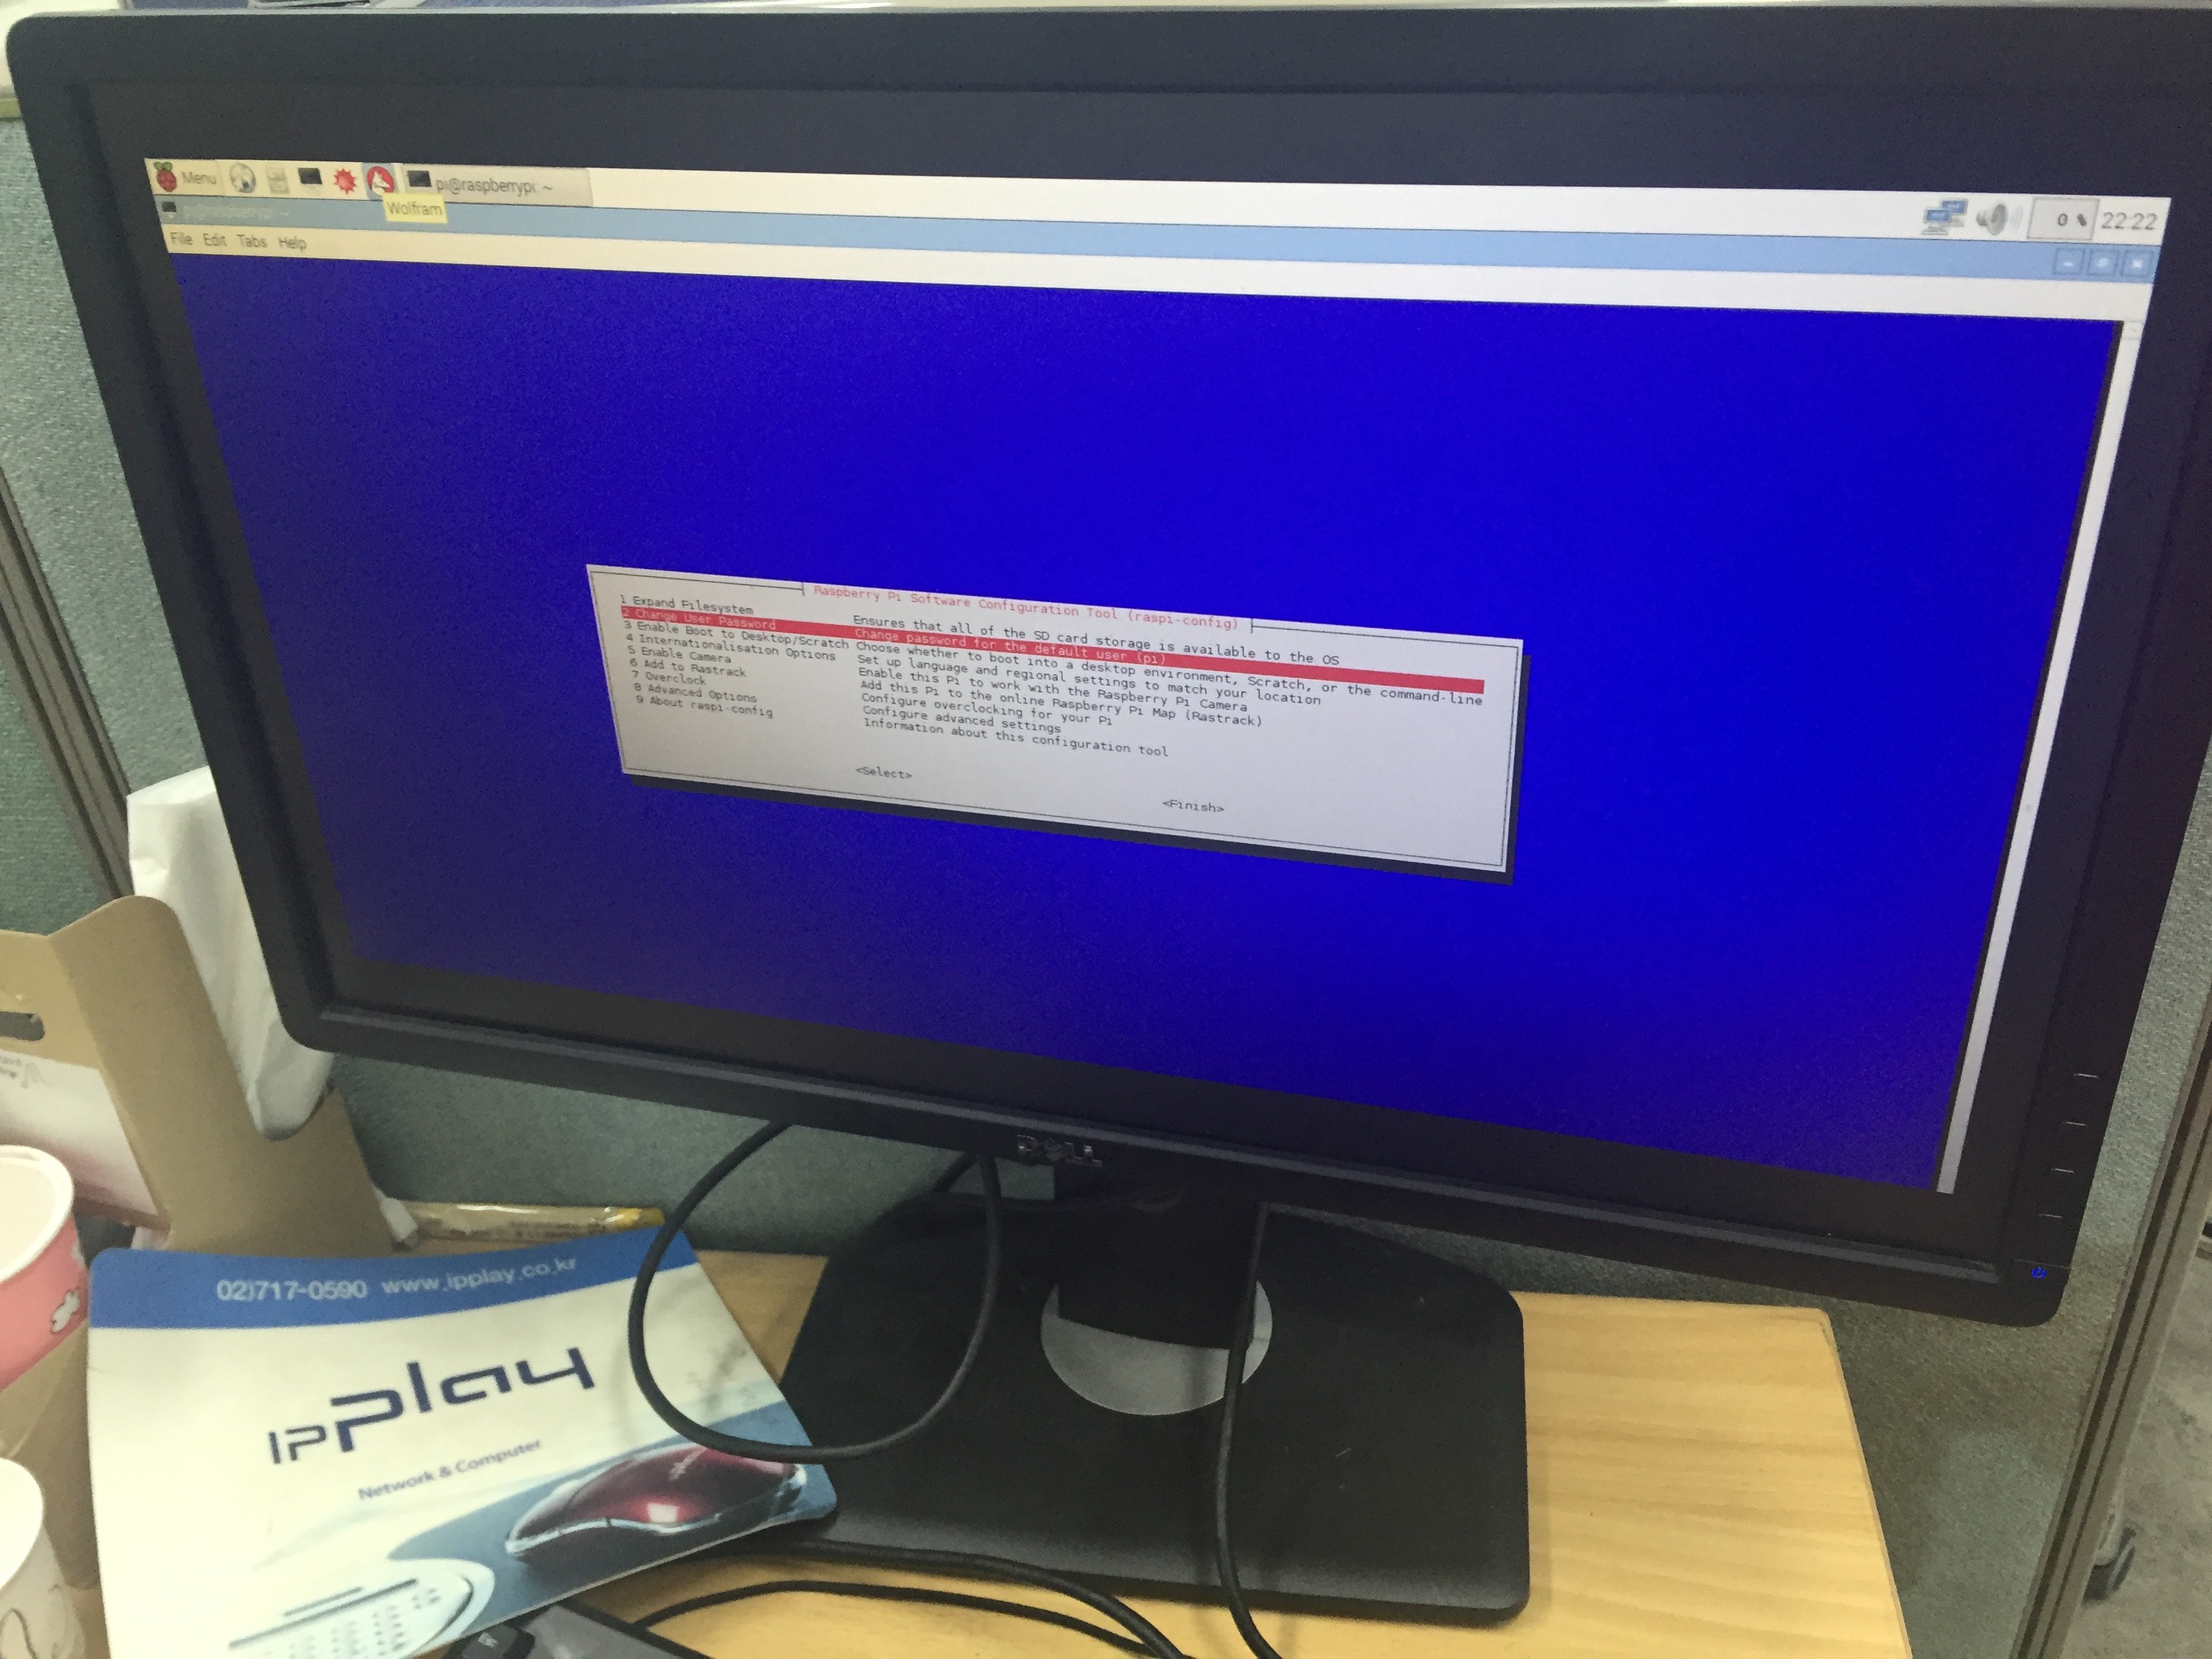 Menu
pi@raspberrypi: ~
0 %
22:22
Wolfram
pi@raspberrypi: ~
File Edit Tabs Help
Raspberry Pi Software Configuration Tool (raspi-config)
1 Expand Filesystem Ensures that all of the SD card storage is available to the OS
2 Change User Password Change password for the default user (pi)
3 Enable Boot to Desktop/Scratch Choose whether to boot into a desktop environment, Scratch, or the command-line
4 Internationalisation Options Set up language and regional settings to match your location
5 Enable Camera Enable this Pi to work with the Raspberry Pi Camera
6 Add to Rastrack Add this Pi to the online Raspberry Pi Map (Rastrack)
7 Overclock Configure overclocking for your Pi
8 Advanced Options Configure advanced settings
9 About raspi-config Information about this configuration tool
<Select>
<Finish>
DELL
02)717-0590 www.ipplay.co.kr
IPPlay
Network & Computer